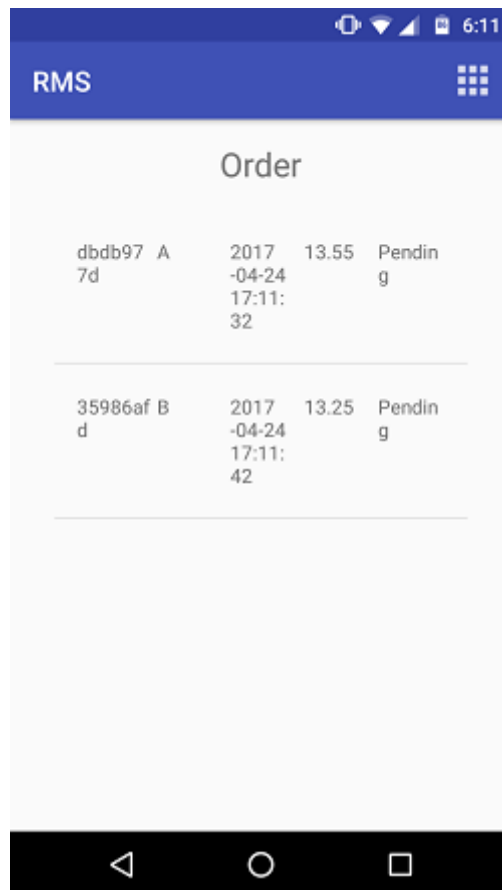 6:11
RMS
Order
dbdb97 A 2017 13.55 Pendin
7d -04-24 g
17:11:
32
35986af B 2017 13.25 Pendin
d -04-24 g
17:11:
42